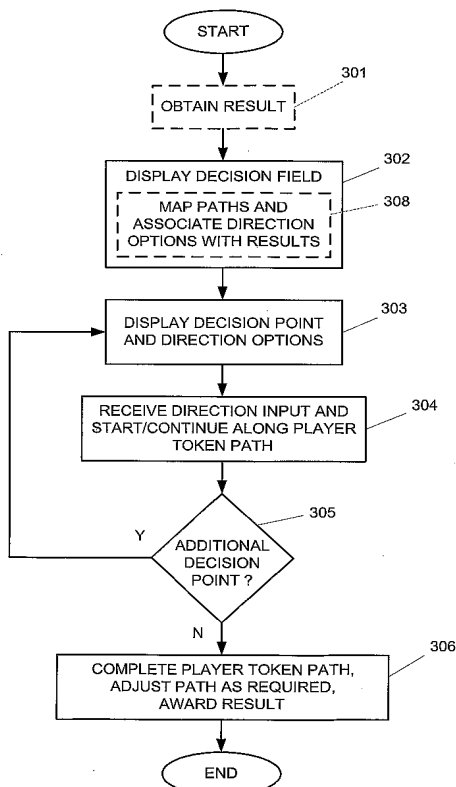 START
301
OBTAIN RESULT
302
DISPLAY DECISION FIELD
308
MAP PATHS AND
ASSOCIATE DIRECTION
OPTIONS WITH RESULTS
303
DISPLAY DECISION POINT
AND DIRECTION OPTIONS
304
RECEIVE DIRECTION INPUT AND
START/CONTINUE ALONG PLAYER
TOKEN PATH
305
Y
ADDITIONAL
DECISION
POINT ?
N
306
COMPLETE PLAYER TOKEN PATH,
ADJUST PATH AS REQUIRED,
AWARD RESULT
END